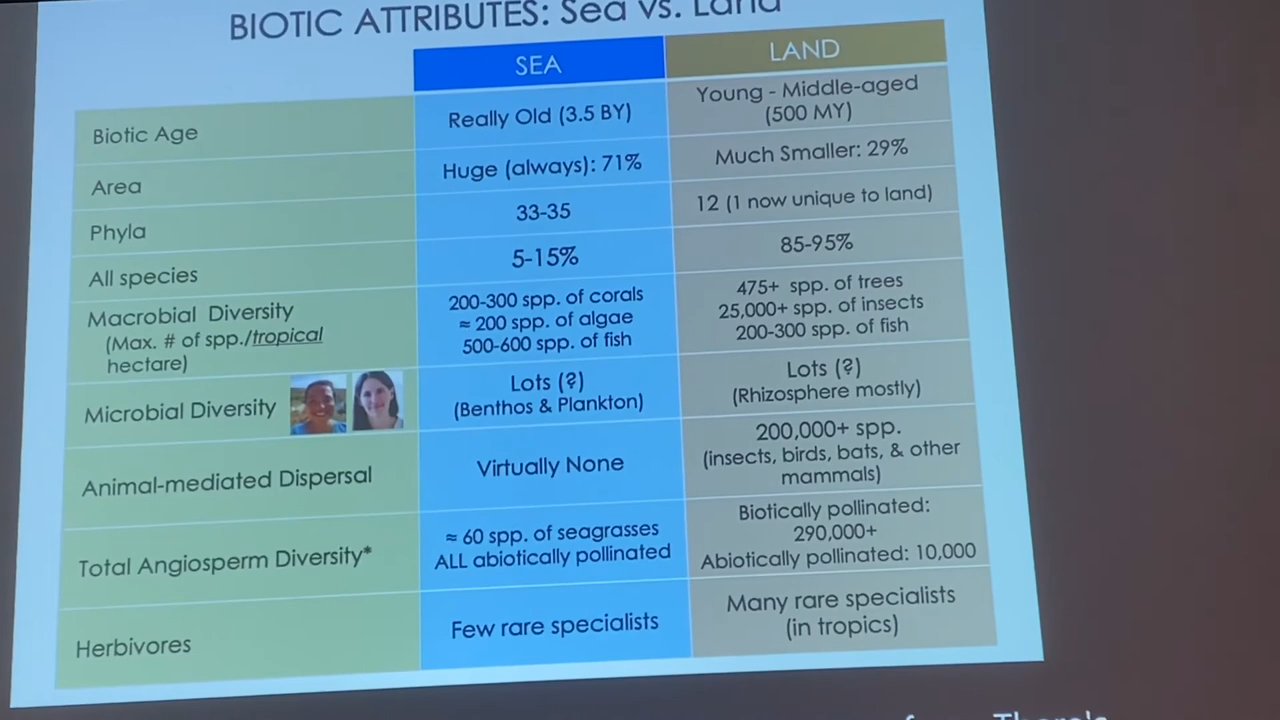 BIOTIC ATTRIBUTES: Sea vs. Land
SEA
LAND
Biotic Age
Really Old (3.5 BY)
Young - Middle-aged
(500 MY)
Area
Huge (always): 71%
Much Smaller: 29%
Phyla
33-35
12 (1 now unique to land)
All species
5-15%
85-95%
Macrobial Diversity
(Max. # of spp./tropical
hectare)
200-300 spp. of corals
≈ 200 spp. of algae
500-600 spp. of fish
475+ spp. of trees
25,000+ spp. of insects
200-300 spp. of fish
Microbial Diversity
Lots (?)
(Benthos & Plankton)
Lots (?)
(Rhizosphere mostly)
Animal-mediated Dispersal
Virtually None
200,000+ spp.
(insects, birds, bats, & other
mammals)
Total Angiosperm Diversity*
≈ 60 spp. of seagrasses
ALL abiotically pollinated
Biotically pollinated:
290,000+
Abiotically pollinated: 10,000
Herbivores
Few rare specialists
Many rare specialists
(in tropics)
There's